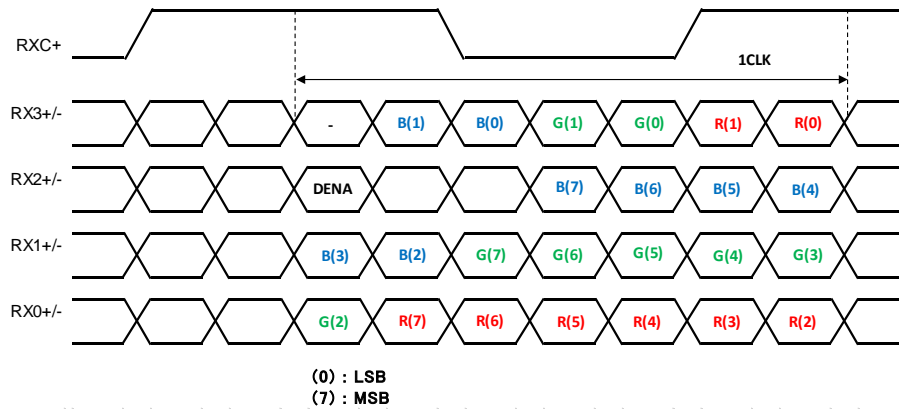 RXC+
1CLK
RX3+/- - B(1) B(0) G(1) G(0) R(1) R(0)
RX2+/- DENA B(7) B(6) B(5) B(4)
RX1+/- B(3) B(2) G(7) G(6) G(5) G(4) G(3)
RX0+/- G(2) R(7) R(6) R(5) R(4) R(3) R(2)
(0) : LSB
(7) : MSB